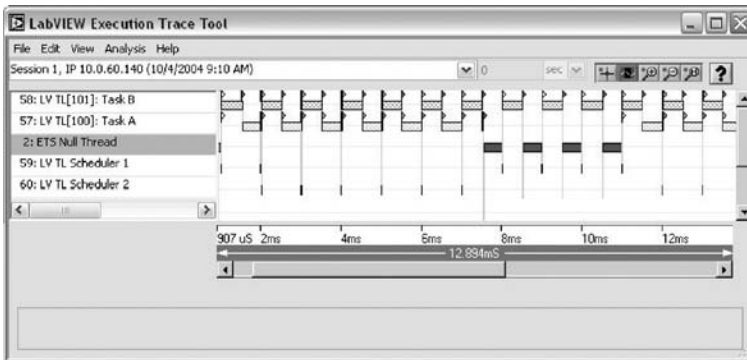 LabVIEW Execution Trace Tool
File Edit View Analysis Help
Session 1, IP 10.0.60.140 (10/4/2004 9:10 AM) 0 sec ?
58: LV TL[101]: Task B
57: LV TL[100]: Task A
2: ETS Null Thread
59: LV TL Scheduler 1
60: LV TL Scheduler 2
907 uS 2ms 4ms 6ms 8ms 10ms 12ms
12.894mS